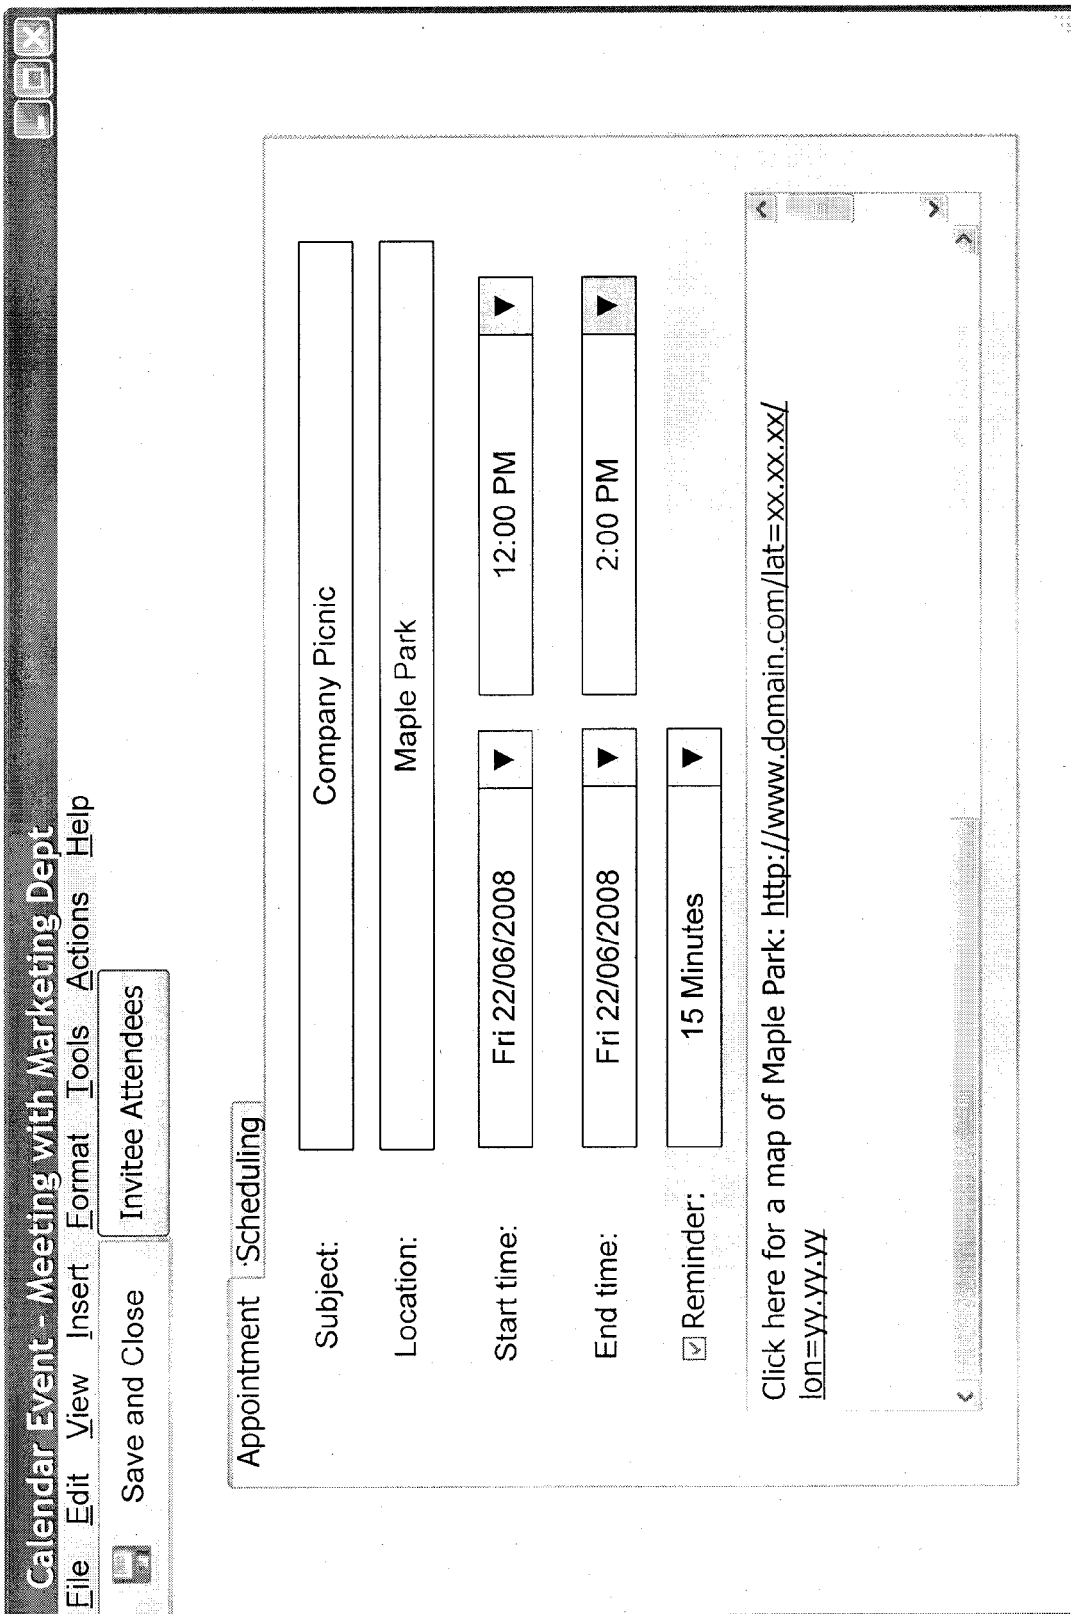 Calendar Event - Meeting with Marketing Dept
File Edit View Insert Format Tools Actions Help
Save and Close Invitee Attendees
Appointment Scheduling
Subject: Company Picnic
Location: Maple Park
Start time: Fri 22/06/2008 ▼ 12:00 PM ▼
End time: Fri 22/06/2008 ▼ 2:00 PM ▼
Reminder: 15 Minutes ▼
Click here for a map of Maple Park: http://www.domain.com/lat=xx.xx.xx/
lon=yy.yy.yy